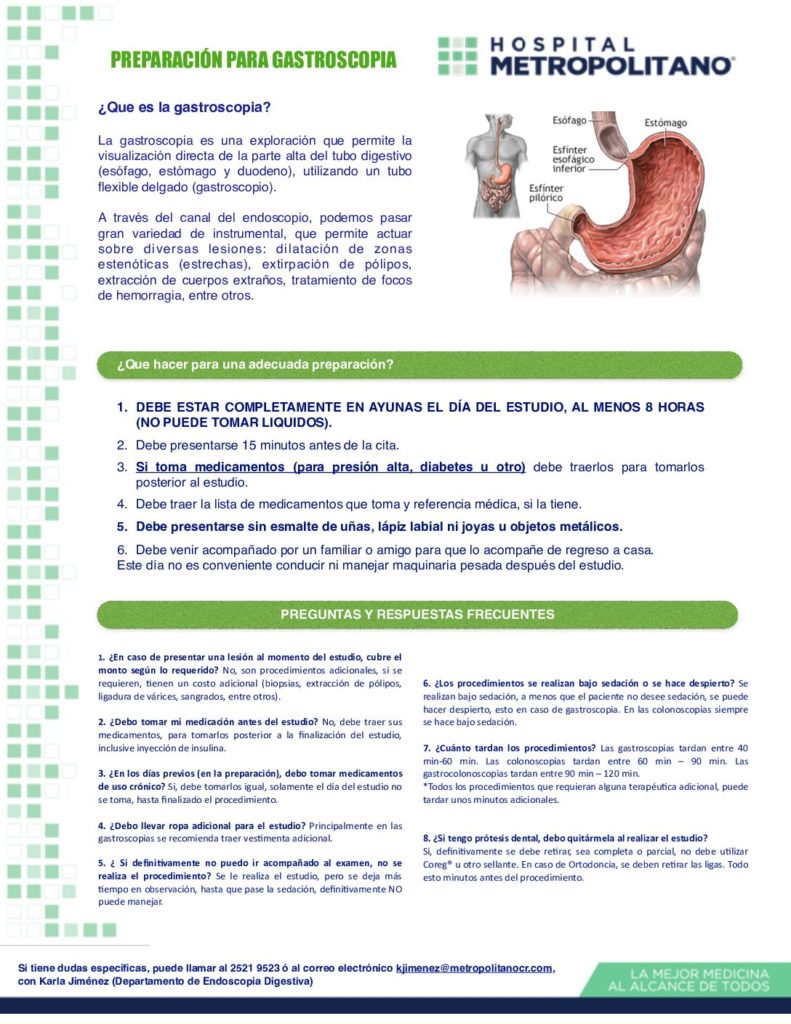 PREPARACIÓN PARA GASTROSCOPIA
HOSPITAL
METROPOLITANO®
¿Que es la gastroscopia?
La gastroscopia es una exploración que permite la
visualización directa de la parte alta del tubo digestivo
(esófago, estómago y duodeno), utilizando un tubo
flexible delgado (gastroscopio).
A través del canal del endoscopio, podemos pasar
gran variedad de instrumental, que permite actuar
sobre diversas lesiones: dilatación de zonas
estenóticas (estrechas), extirpación de pólipos,
extracción de cuerpos extraños, tratamiento de focos
de hemorragia, entre otros.
Esófago
Estómago
Esfínter
esofágico
inferior
Esfínter
pilórico
¿Que hacer para una adecuada preparación?
1. DEBE ESTAR COMPLETAMENTE EN AYUNAS EL DÍA DEL ESTUDIO, AL MENOS 8 HORAS
(NO PUEDE TOMAR LIQUIDOS).
2. Debe presentarse 15 minutos antes de la cita.
3. Si toma medicamentos (para presión alta, diabetes u otro) debe traerlos para tomarlos
posterior al estudio.
4. Debe traer la lista de medicamentos que toma y referencia médica, si la tiene.
5. Debe presentarse sin esmalte de uñas, lápiz labial ni joyas u objetos metálicos.
6. Debe venir acompañado por un familiar o amigo para que lo acompañe de regreso a casa.
Este día no es conveniente conducir ni manejar maquinaria pesada después del estudio.
PREGUNTAS Y RESPUESTAS FRECUENTES
1. ¿En caso de presentar una lesión al momento del estudio, cubre el
monto según lo requerido? No, son procedimientos adicionales, si se
requieren, tienen un costo adicional (biopsias, extracción de pólipos,
ligadura de várices, sangrados, entre otros).
2. ¿Debo tomar mi medicación antes del estudio? No, debe traer sus
medicamentos, para tomarlos posterior a la finalización del estudio,
inclusive inyección de insulina.
3. ¿En los días previos (en la preparación), debo tomar medicamentos
de uso crónico? Si, debe tomarlos igual, solamente el día del estudio no
se toma, hasta finalizado el procedimiento.
4. ¿Debo llevar ropa adicional para el estudio? Principalmente en las
gastroscopias se recomienda traer vestimenta adicional.
5. ¿ Si definitivamente no puedo ir acompañado al examen, no se
realiza el procedimiento? Se le realiza el estudio, pero se deja más
tiempo en observación, hasta que pase la sedación, definitivamente NO
puede manejar.
6. ¿Los procedimientos se realizan bajo sedación o se hace despierto? Se
realizan bajo sedación, a menos que el paciente no desee sedación, se puede
hacer despierto, esto en caso de gastroscopia. En las colonoscopias siempre
se hace bajo sedación.
7. ¿Cuánto tardan los procedimientos? Las gastroscopias tardan entre 40
min-60 min. Las colonoscopias tardan entre 60 min – 90 min. Las
gastrocolonoscopias tardan entre 90 min – 120 min.
*Todos los procedimientos que requieran alguna terapéutica adicional, puede
tardar unos minutos adicionales.
8. ¿Si tengo prótesis dental, debo quitármela al realizar el estudio?
Si, definitivamente se debe retirar, sea completa o parcial, no debe utilizar
Coreg® u otro sellante. En caso de Ortodoncia, se deben retirar las ligas. Todo
esto minutos antes del procedimiento.
Si tiene dudas específicas, puede llamar al 2521 9523 ó al correo electrónico kjimenez@metropolitanocr.com,
con Karla Jiménez (Departamento de Endoscopia Digestiva)
LA MEJOR MEDICINA
AL ALCANCE DE TODOS